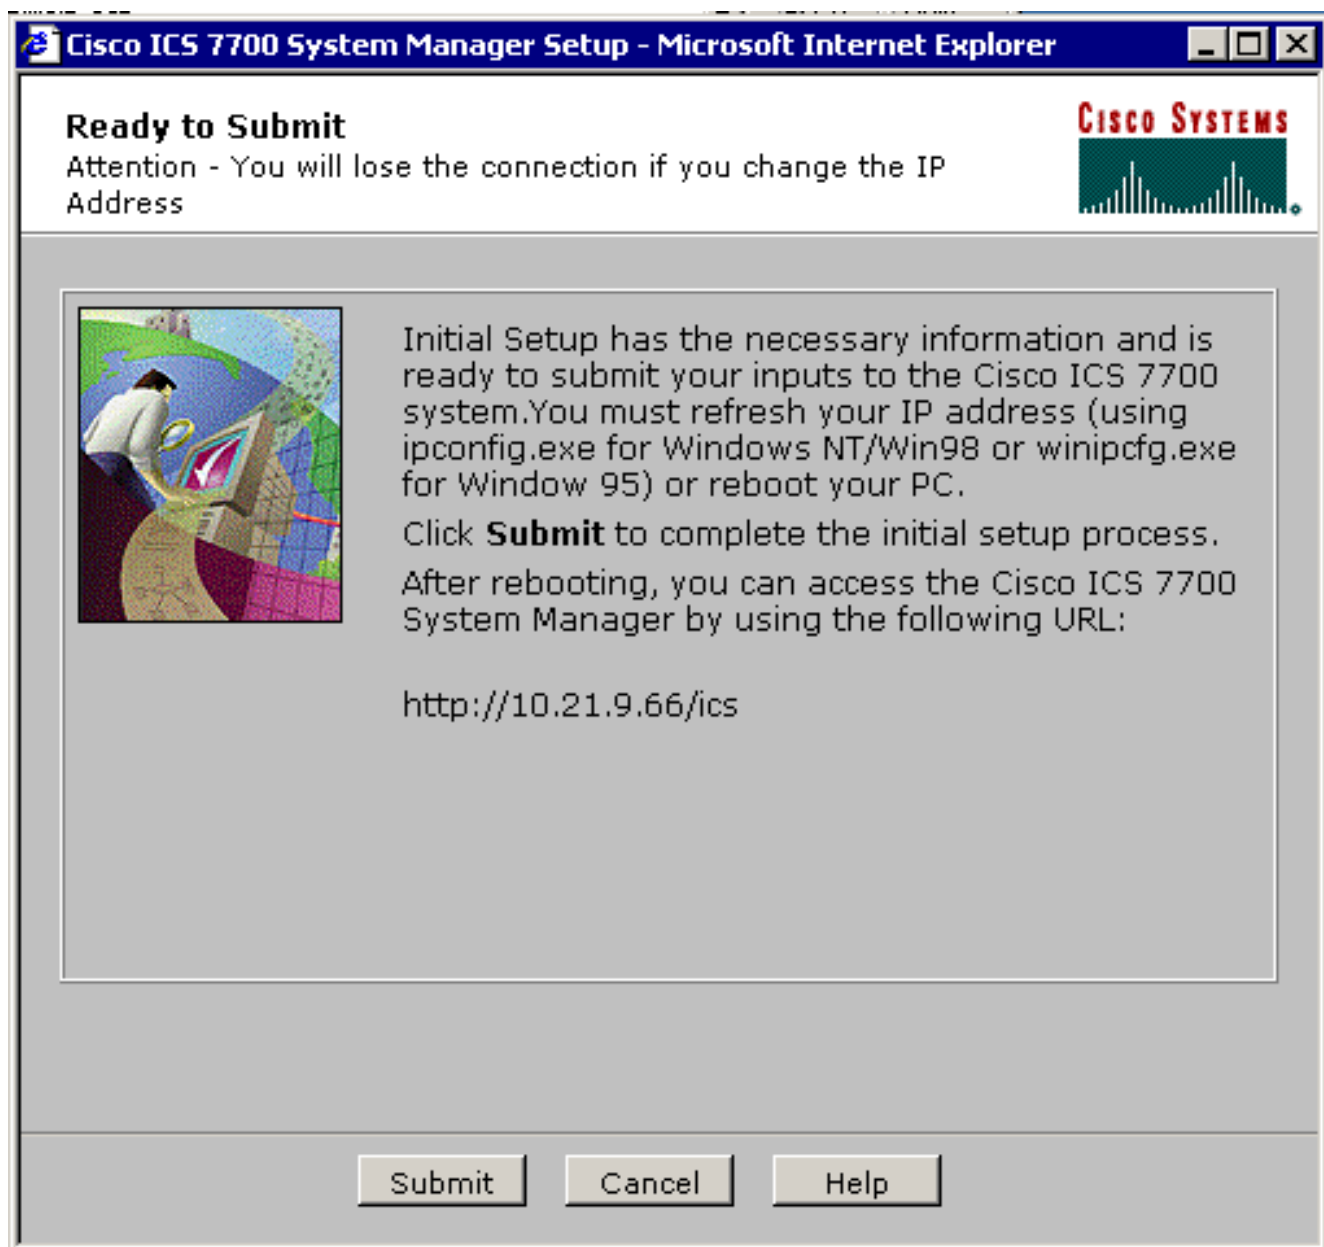 Cisco ICS 7700 System Manager Setup - Microsoft Internet Explorer
Ready to Submit
Attention - You will lose the connection if you change the IP
Address
CISCO SYSTEMS
Initial Setup has the necessary information and is
ready to submit your inputs to the Cisco ICS 7700
system.You must refresh your IP address (using
ipconfig.exe for Windows NT/Win98 or winipcfg.exe
for Window 95) or reboot your PC.
Click Submit to complete the initial setup process.
After rebooting, you can access the Cisco ICS 7700
System Manager by using the following URL:
http://10.21.9.66/ics
Submit
Cancel
Help